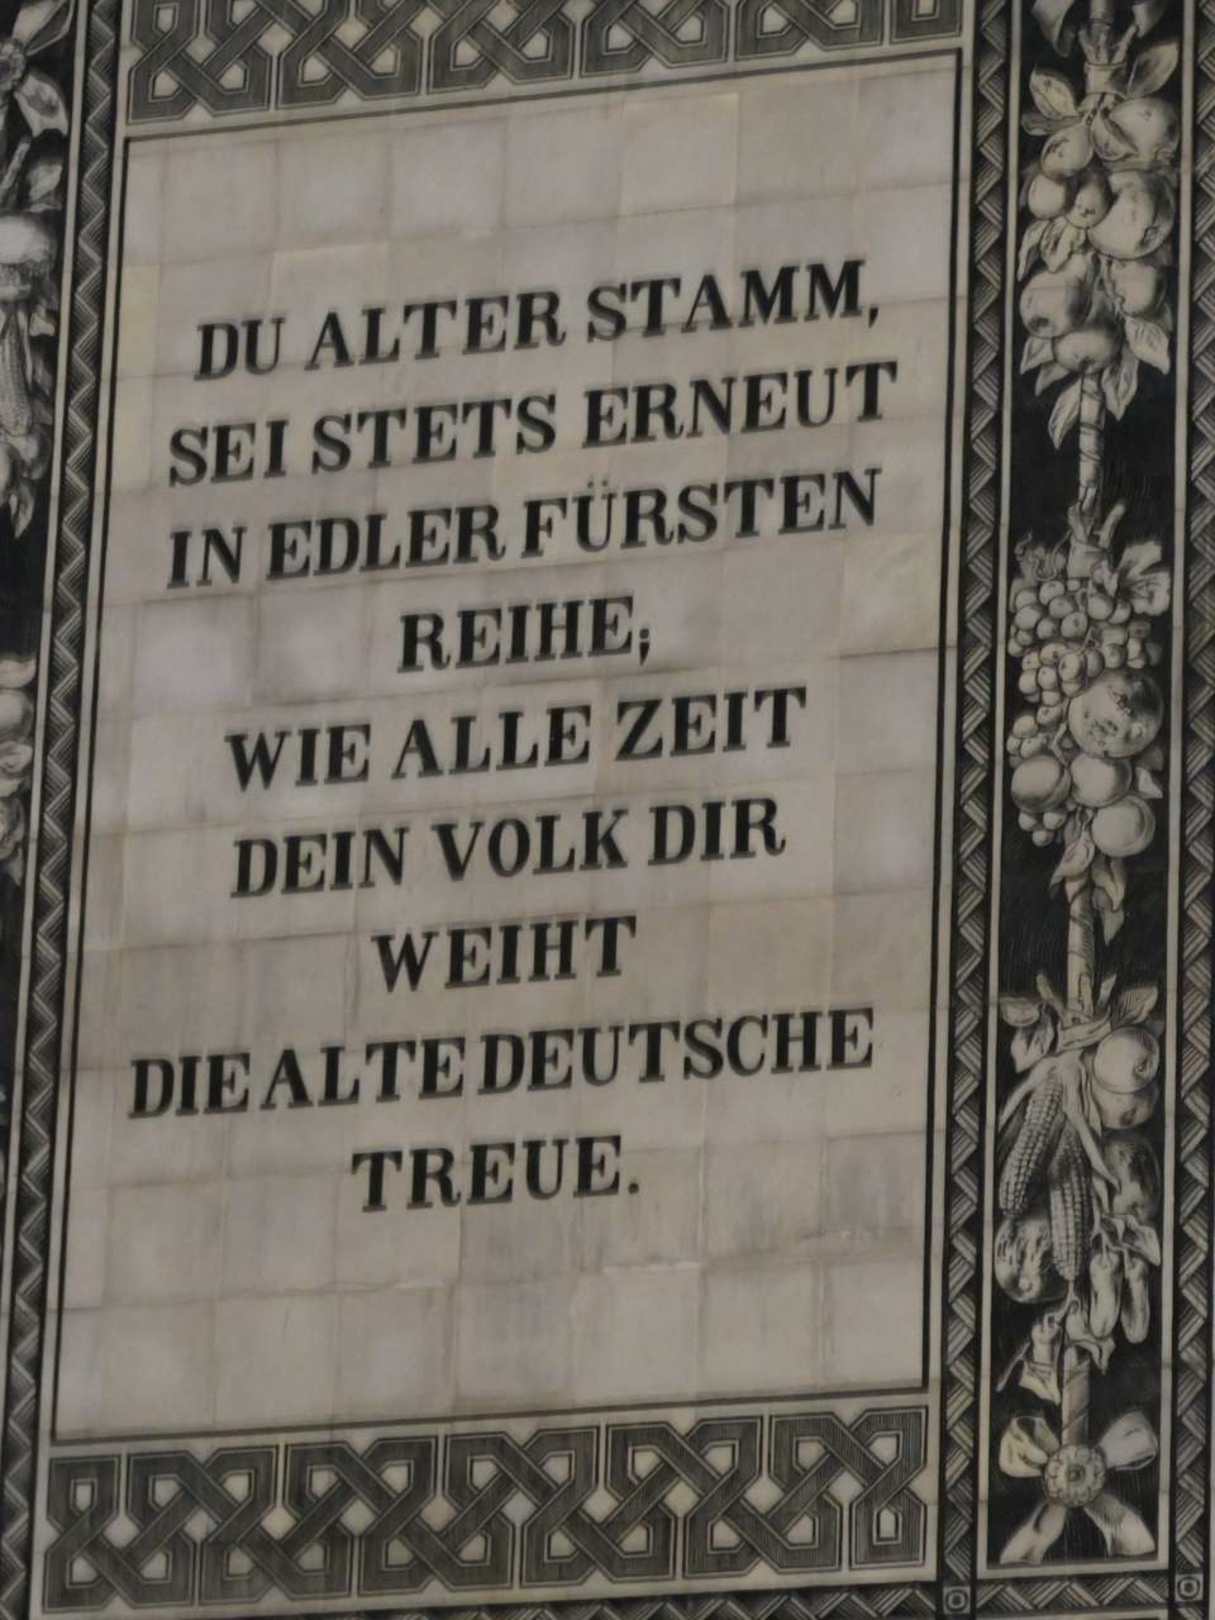 DU ALTER STAMM,
SEI STETS ERNEUT
IN EDLER FÜRSTEN
REIHE;
WIE ALLE ZEIT
DEIN VOLK DIR
WEIHT
DIE ALTE DEUTSCHE
TREUE.